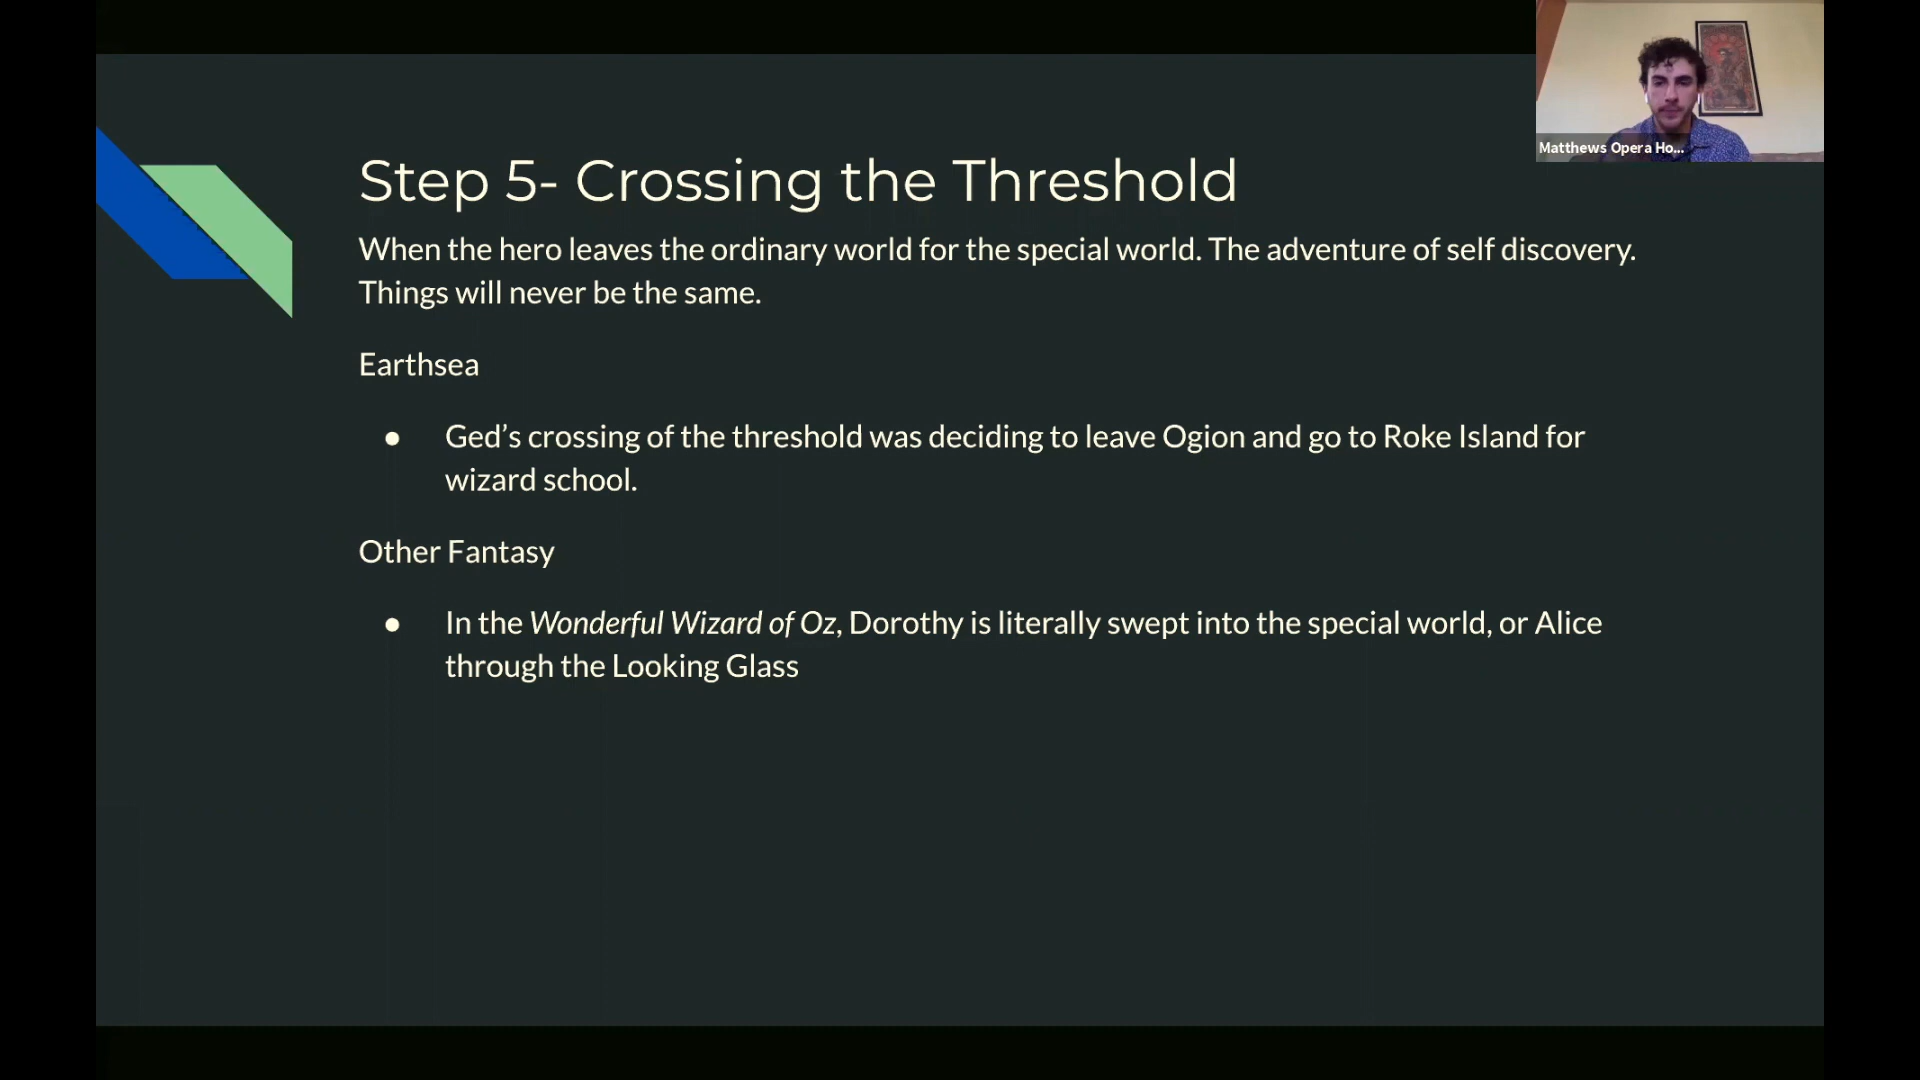 Matthews Opera Ho...
Step 5- Crossing the Threshold
When the hero leaves the ordinary world for the special world. The adventure of self discovery.
Things will never be the same.
Earthsea
● Ged’s crossing of the threshold was deciding to leave Ogion and go to Roke Island for
wizard school.
Other Fantasy
● In the Wonderful Wizard of Oz, Dorothy is literally swept into the special world, or Alice
through the Looking Glass